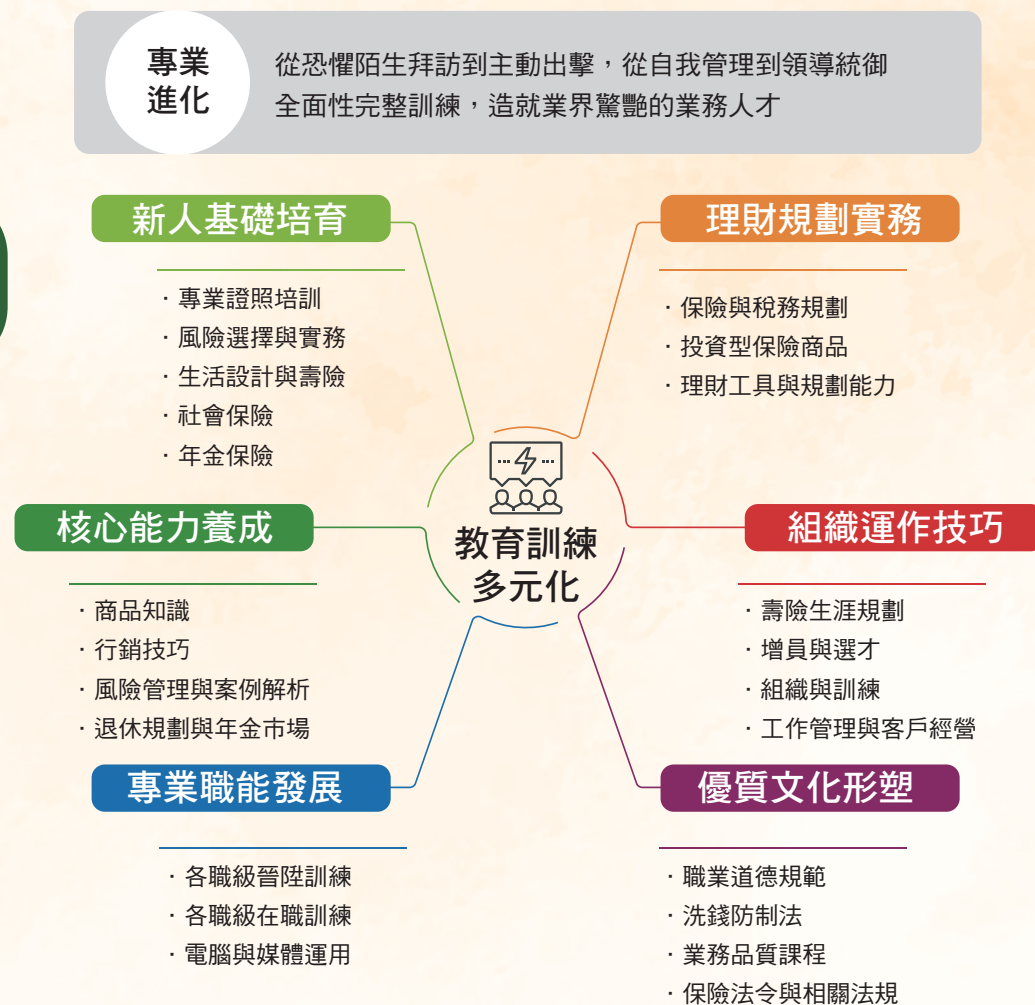 專業
進化
從恐懼陌生拜訪到主動出擊，從自我管理到領導統御
全面性完整訓練，造就業界驚艷的業務人才
新人基礎培育
·專業證照培訓
·風險選擇與實務
·生活設計與壽險
·社會保險
·年金保險
理財規劃實務
·保險與稅務規劃
·投資型保險商品
·理財工具與規劃能力
教育訓練
多元化
核心能力養成
·商品知識
·行銷技巧
·風險管理與案例解析
·退休規劃與年金市場
組織運作技巧
·壽險生涯規劃
·增員與選才
·組織與訓練
·工作管理與客戶經營
專業職能發展
·各職級晉陞訓練
·各職級在職訓練
·電腦與媒體運用
優質文化形塑
·職業道德規範
·洗錢防制法
·業務品質課程
·保險法令與相關法規